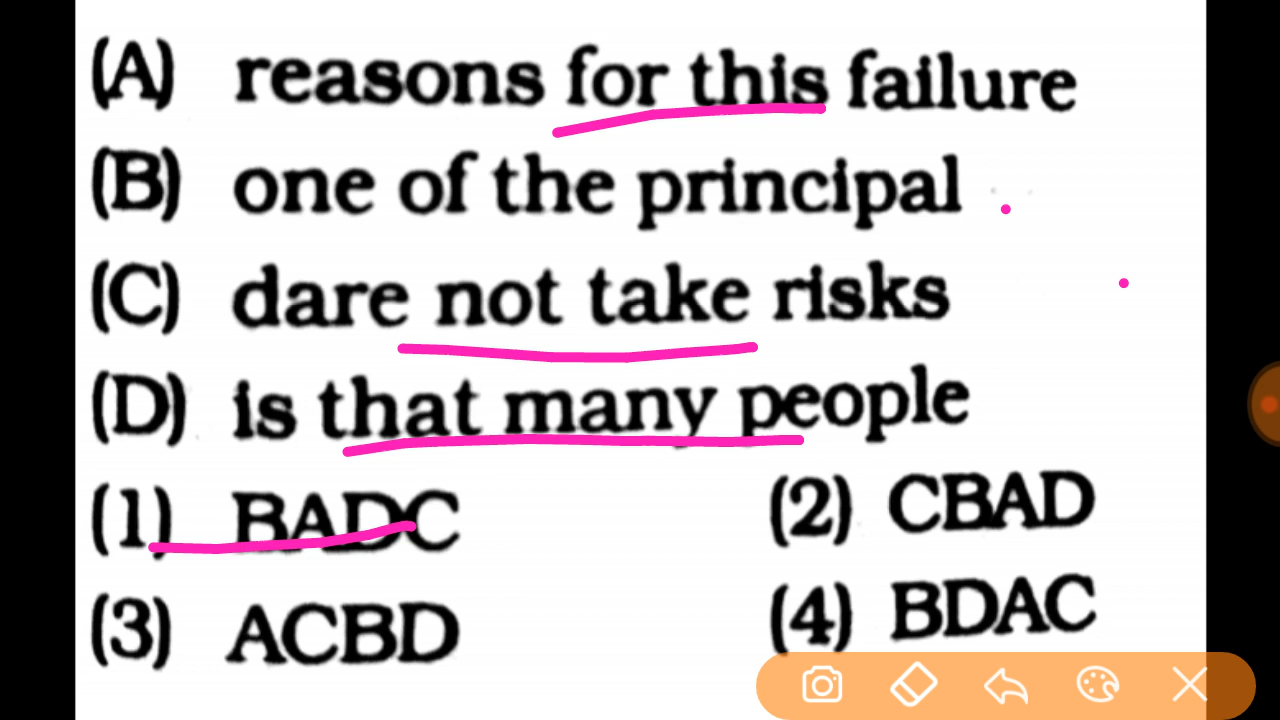 (A) reasons for this failure
(B) one of the principal
(C) dare not take risks
(D) is that many people
(1) BADC (2) CBAD
(3) ACBD (4) BDAC